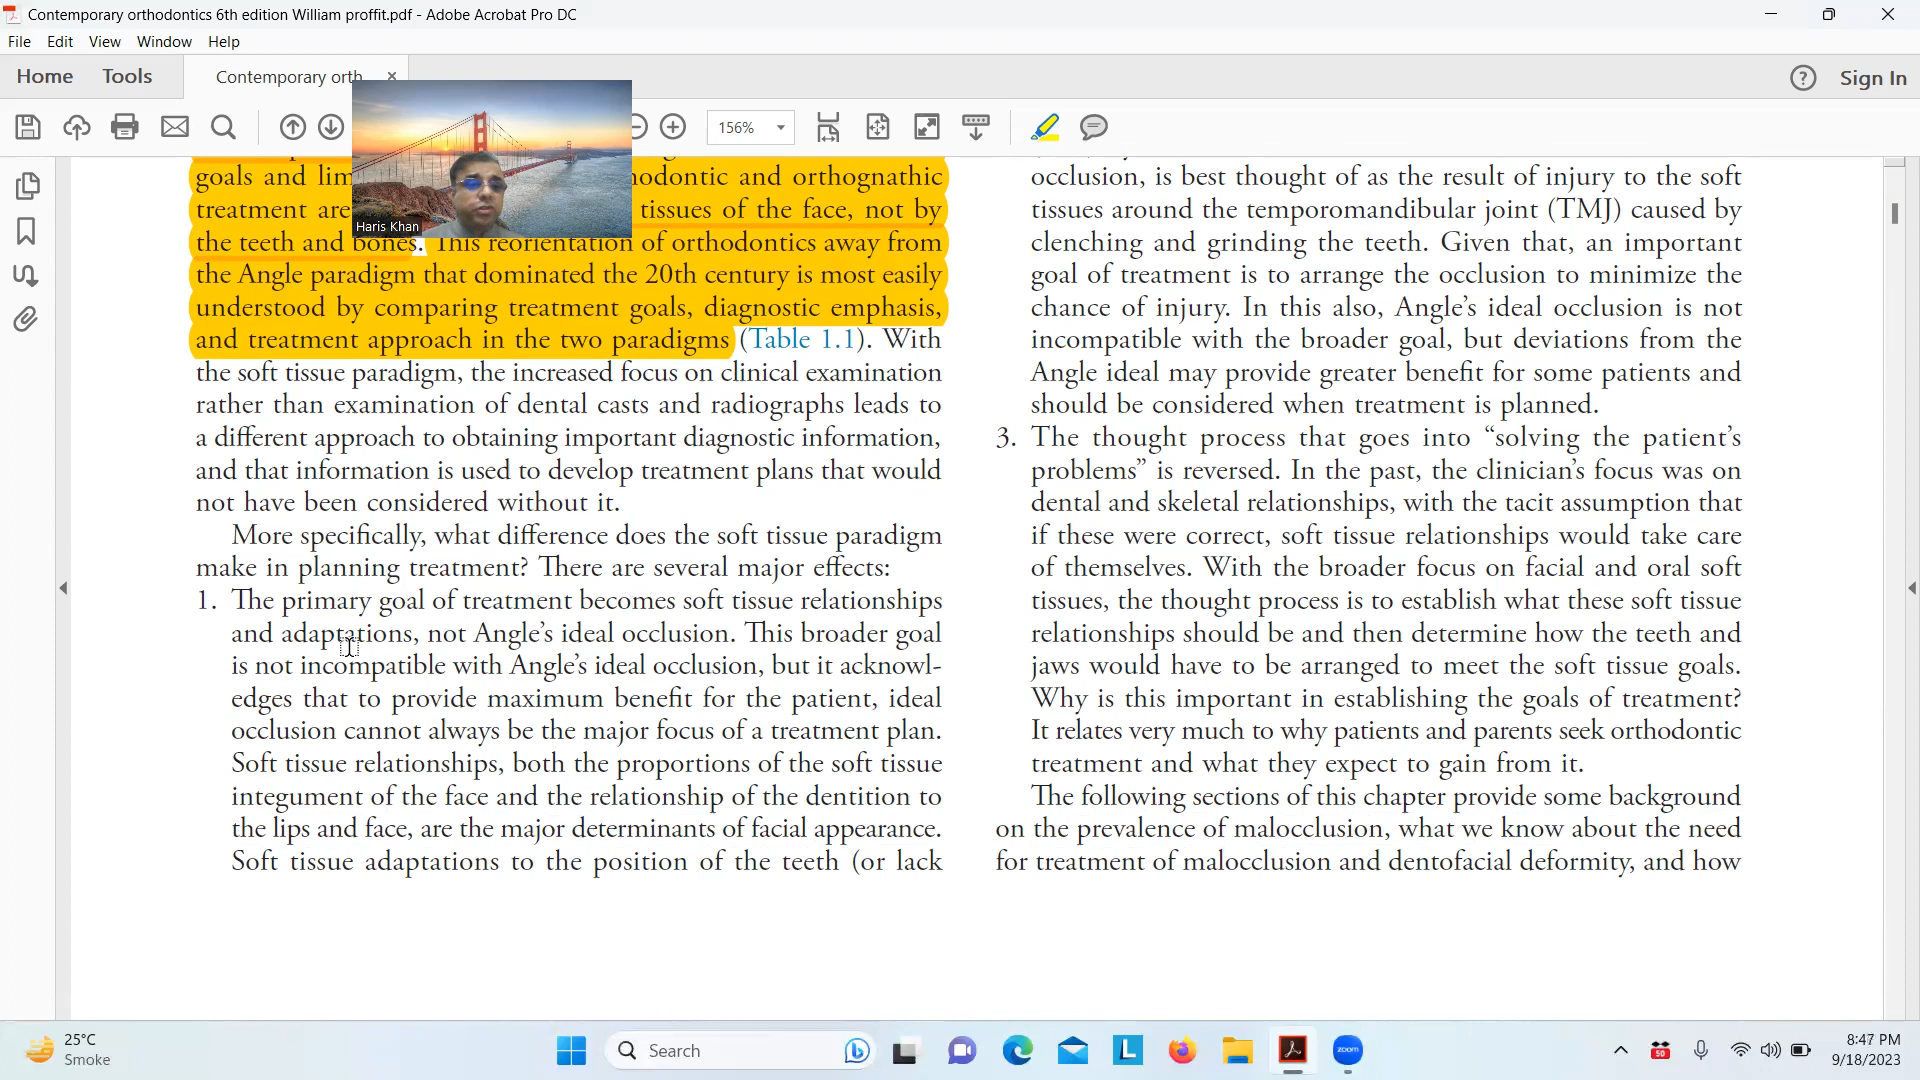 Contemporary orthodontics 6th edition William proffit.pdf - Adobe Acrobat Pro DC
File Edit View Window Help
Home Tools Contemporary orth... × Sign In
156%
Haris Khan
goals and lim
hodontic and orthognathic
treatment are
tissues of the face, not by
the teeth and bones. This reorientation of orthodontics away from
the Angle paradigm that dominated the 20th century is most easily
understood by comparing treatment goals, diagnostic emphasis,
and treatment approach in the two paradigms (Table 1.1). With
the soft tissue paradigm, the increased focus on clinical examination
rather than examination of dental casts and radiographs leads to
a different approach to obtaining important diagnostic information,
and that information is used to develop treatment plans that would
not have been considered without it.
More specifically, what difference does the soft tissue paradigm
make in planning treatment? There are several major effects:
1. The primary goal of treatment becomes soft tissue relationships
and adaptations, not Angle's ideal occlusion. This broader goal
is not incompatible with Angle's ideal occlusion, but it acknowl-
edges that to provide maximum benefit for the patient, ideal
occlusion cannot always be the major focus of a treatment plan.
Soft tissue relationships, both the proportions of the soft tissue
integument of the face and the relationship of the dentition to
the lips and face, are the major determinants of facial appearance.
Soft tissue adaptations to the position of the teeth (or lack
occlusion, is best thought of as the result of injury to the soft
tissues around the temporomandibular joint (TMJ) caused by
clenching and grinding the teeth. Given that, an important
goal of treatment is to arrange the occlusion to minimize the
chance of injury. In this also, Angle's ideal occlusion is not
incompatible with the broader goal, but deviations from the
Angle ideal may provide greater benefit for some patients and
should be considered when treatment is planned.
3. The thought process that goes into “solving the patient's
problems” is reversed. In the past, the clinician's focus was on
dental and skeletal relationships, with the tacit assumption that
if these were correct, soft tissue relationships would take care
of themselves. With the broader focus on facial and oral soft
tissues, the thought process is to establish what these soft tissue
relationships should be and then determine how the teeth and
jaws would have to be arranged to meet the soft tissue goals.
Why is this important in establishing the goals of treatment?
It relates very much to why patients and parents seek orthodontic
treatment and what they expect to gain from it.
The following sections of this chapter provide some background
on the prevalence of malocclusion, what we know about the need
for treatment of malocclusion and dentofacial deformity, and how
25°C
Smoke
Search
zoom
50
8:47 PM
9/18/2023